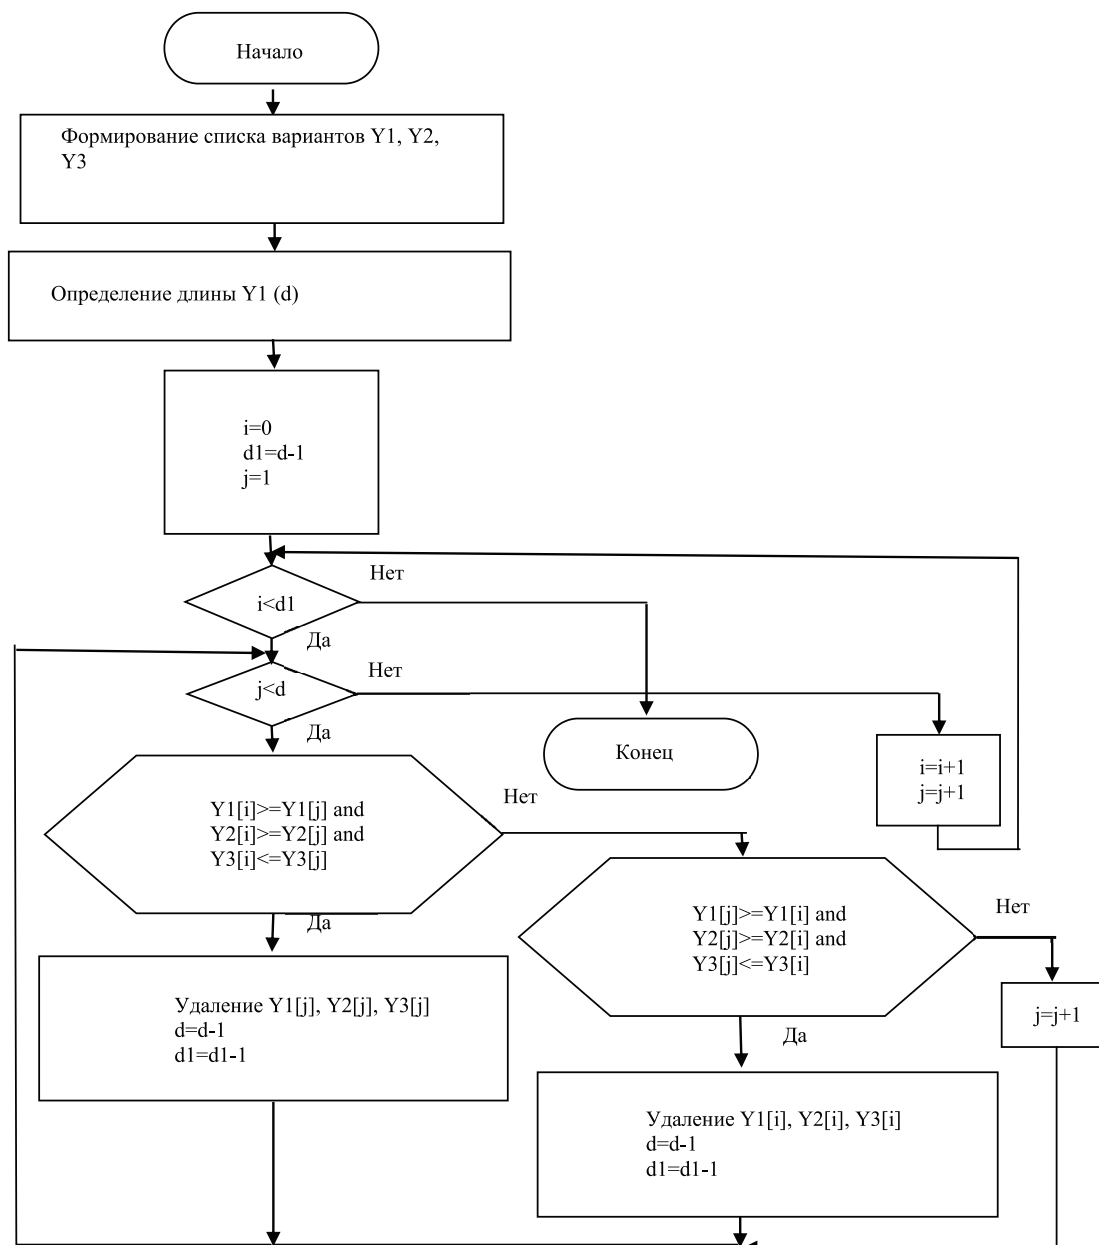 Начало
Формирование списка вариантов Y1, Y2,
Y3
Определение длины Y1 (d)
i=0
d1=d-1
j=1
i<d1
Нет
Да
j<d
Нет
Да
Конец
i=i+1
j=j+1
Y1[i]>=Y1[j] and
Y2[i]>=Y2[j] and
Y3[i]<=Y3[j]
Нет
Да
Y1[j]>=Y1[i] and
Y2[j]>=Y2[i] and
Y3[j]<=Y3[i]
Нет
Да
j=j+1
Удаление Y1[j], Y2[j], Y3[j]
d=d-1
d1=d1-1
Удаление Y1[i], Y2[i], Y3[i]
d=d-1
d1=d1-1